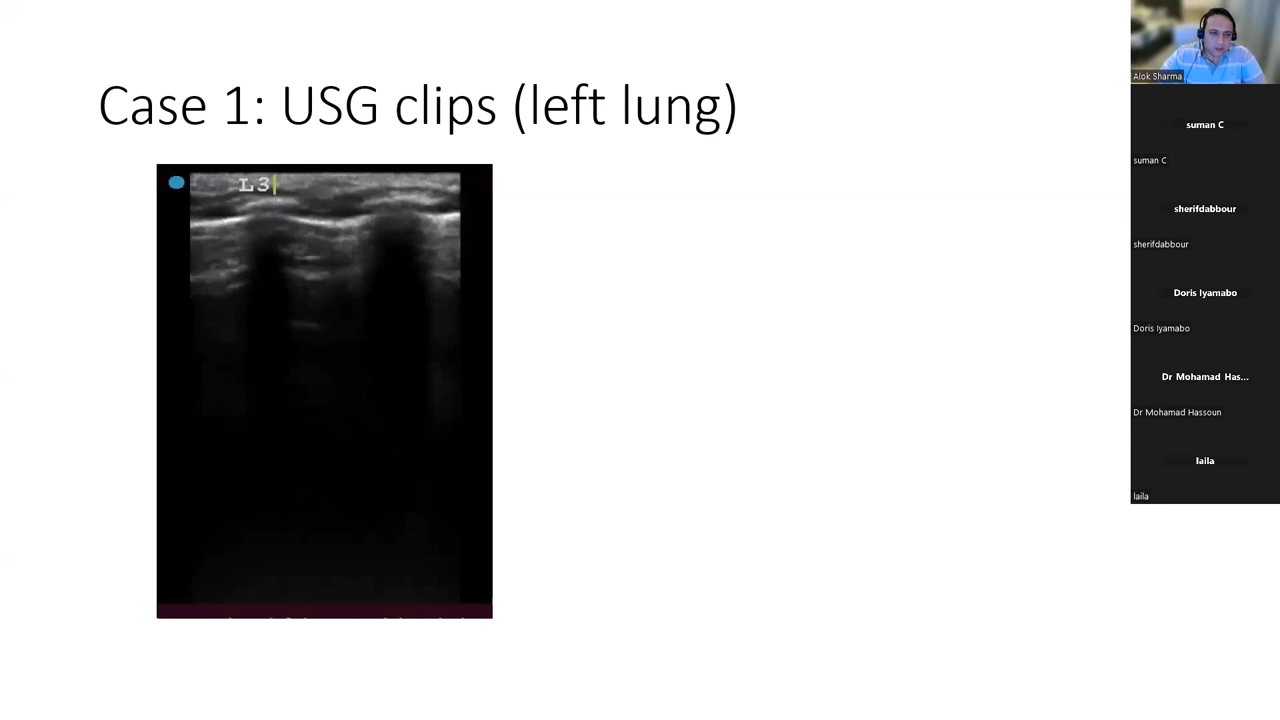 Case 1: USG clips (left lung)
L3
Alok Sharma
suman C
suman C
sherifdabbour
sherifdabbour
Doris Iyamabo
Doris Iyamabo
Dr Mohamad Has...
Dr Mohamad Hassoun
laila
laila